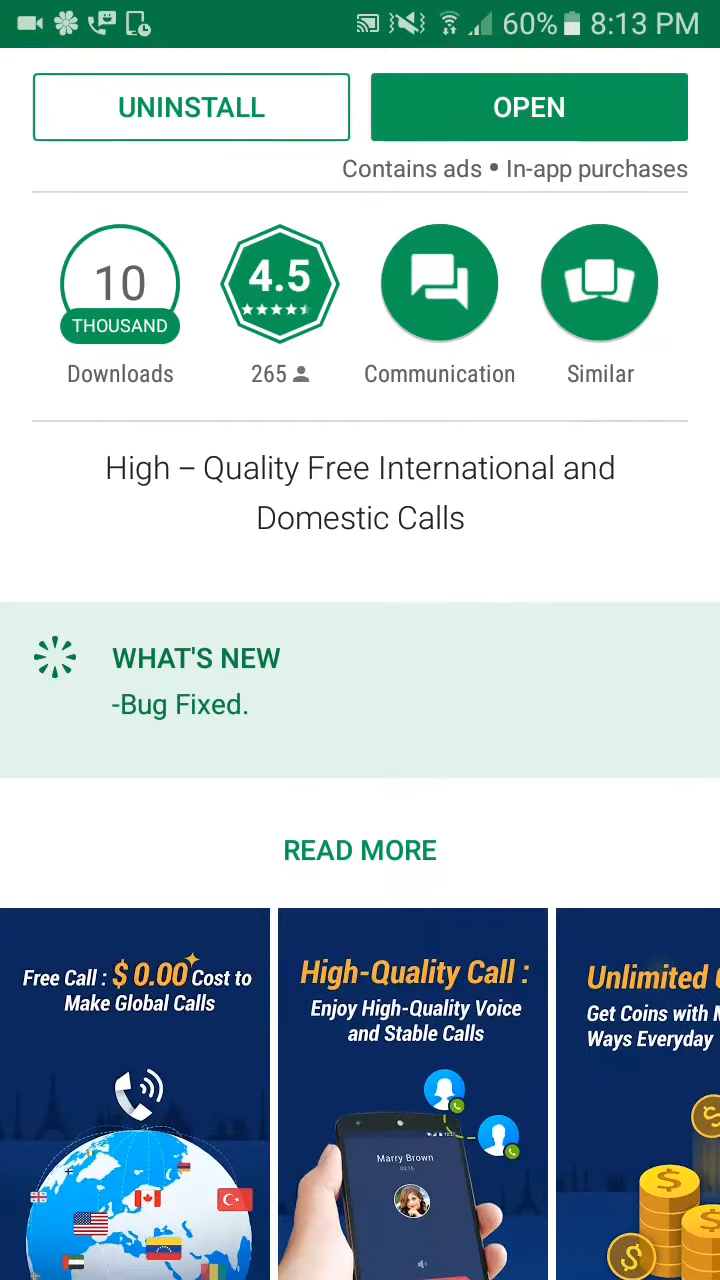 60% 8:13 PM
UNINSTALL
OPEN
Contains ads • In-app purchases
10
THOUSAND
Downloads
4.5
265
Communication
Similar
High – Quality Free International and
Domestic Calls
WHAT'S NEW
-Bug Fixed.
READ MORE
Free Call : $ 0.00 Cost to
Make Global Calls
High-Quality Call :
Enjoy High-Quality Voice
and Stable Calls
Marry Brown
03:15
Unlimited
Get Coins with
Ways Everyday